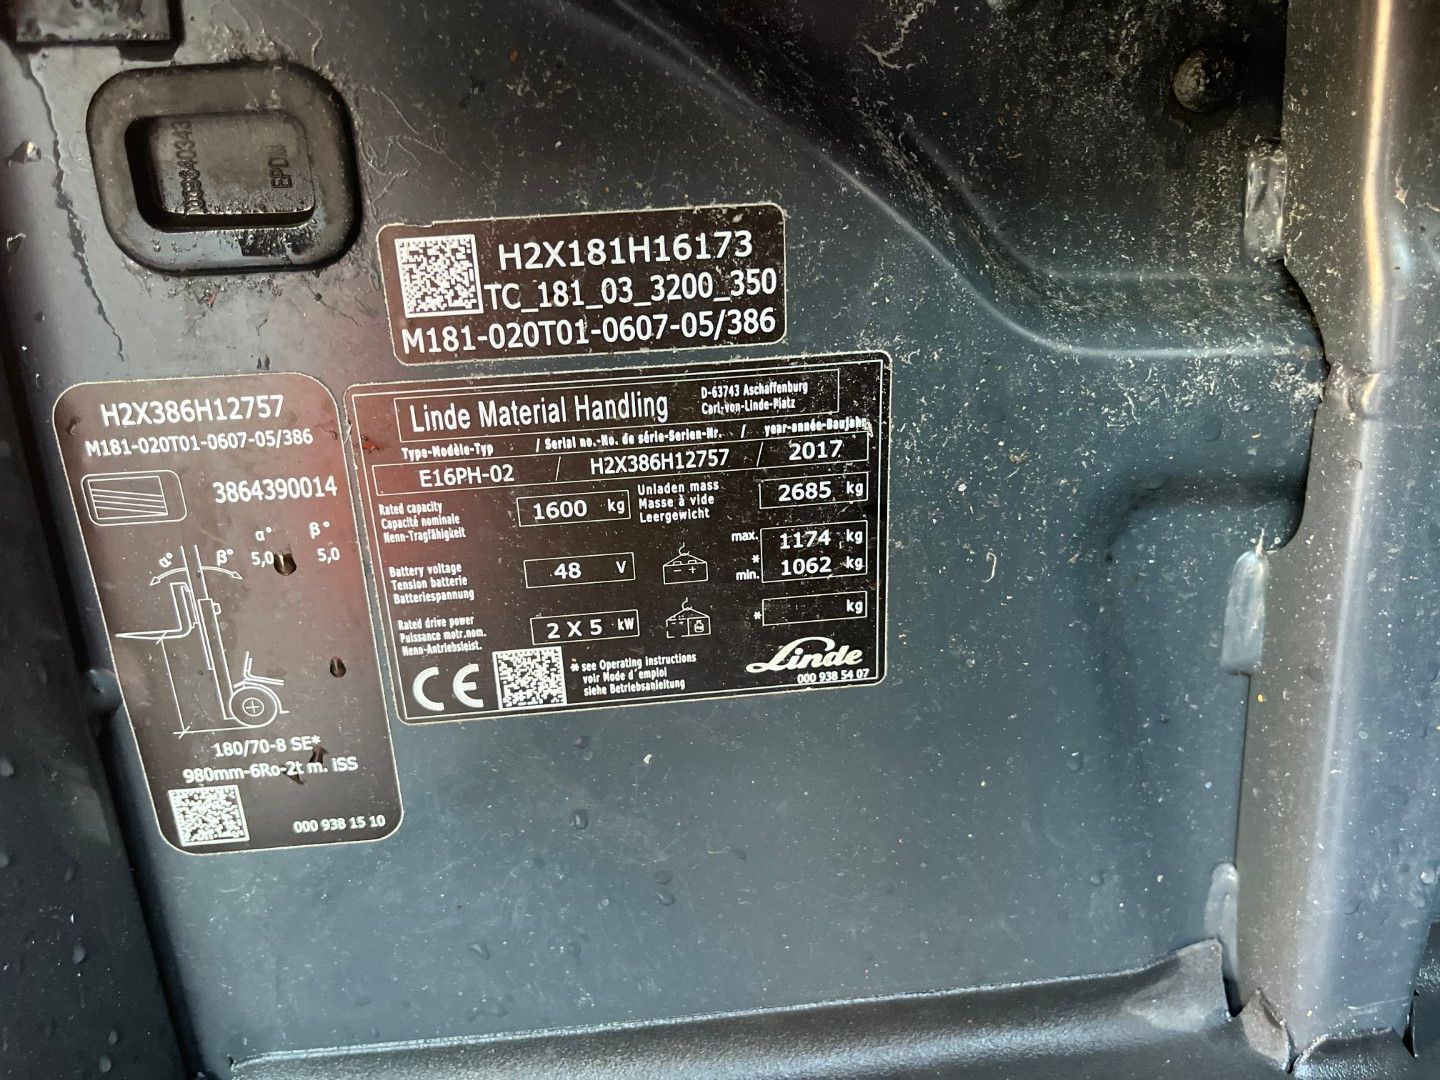 0009640343
EPDM
H2X181H16173
TC_181_03_3200_350
M181-020T01-0607-05/386
H2X386H12757
M181-020T01-0607-05/386
3864390014
α° β°
5,0 5,0
α° β°
180/70-8 SE*
980mm-6Ro-2t m. ISS
000 938 15 10
Linde Material Handling
D-63743 Aschaffenburg
Carl-von-Linde-Platz
Type-Modèle-Typ / Serial no.-No. de série-Serien-Nr. / year-année-Baujahr
E16PH-02 / H2X386H12757 / 2017
Rated capacity
Capacité nominale
Nenn-Tragfähigkeit
1600 kg
Unladen mass
Masse à vide
Leergewicht
2685 kg
Battery voltage
Tension batterie
Batteriespannung
48 V
max. 1174 kg
*
min. 1062 kg
Rated drive power
Puissance motr.nom.
Nenn-Antriebsleist.
2 X 5 kW
* kg
CE
* see Operating Instructions
voir Mode d'emploi
siehe Betriebsanleitung
Linde
000 938 54 07